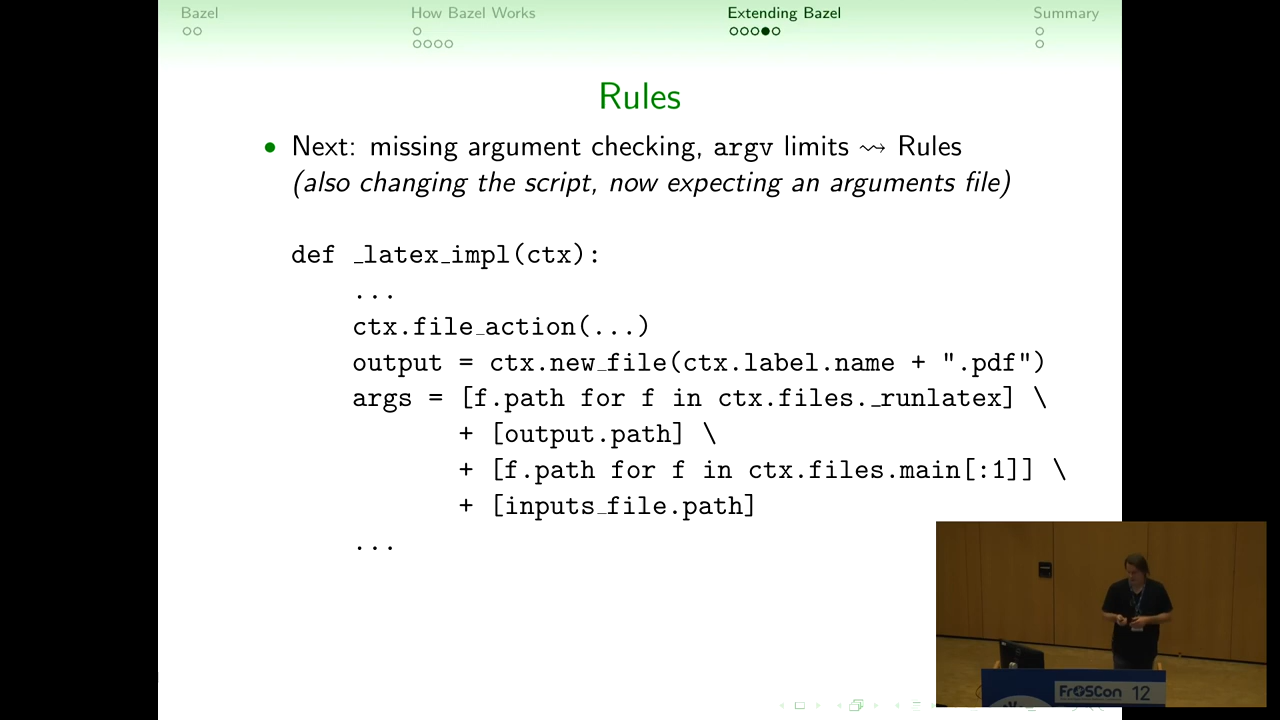 Bazel
How Bazel Works
Extending Bazel
Summary
Rules
• Next: missing argument checking, argv limits ⇝ Rules
(also changing the script, now expecting an arguments file)
def _latex_impl(ctx):
...
ctx.file_action(...)
output = ctx.new_file(ctx.label.name + ".pdf")
args = [f.path for f in ctx.files._runlatex] \
+ [output.path] \
+ [f.path for f in ctx.files.main[:1]] \
+ [inputs_file.path]
...
FrOSCon 12